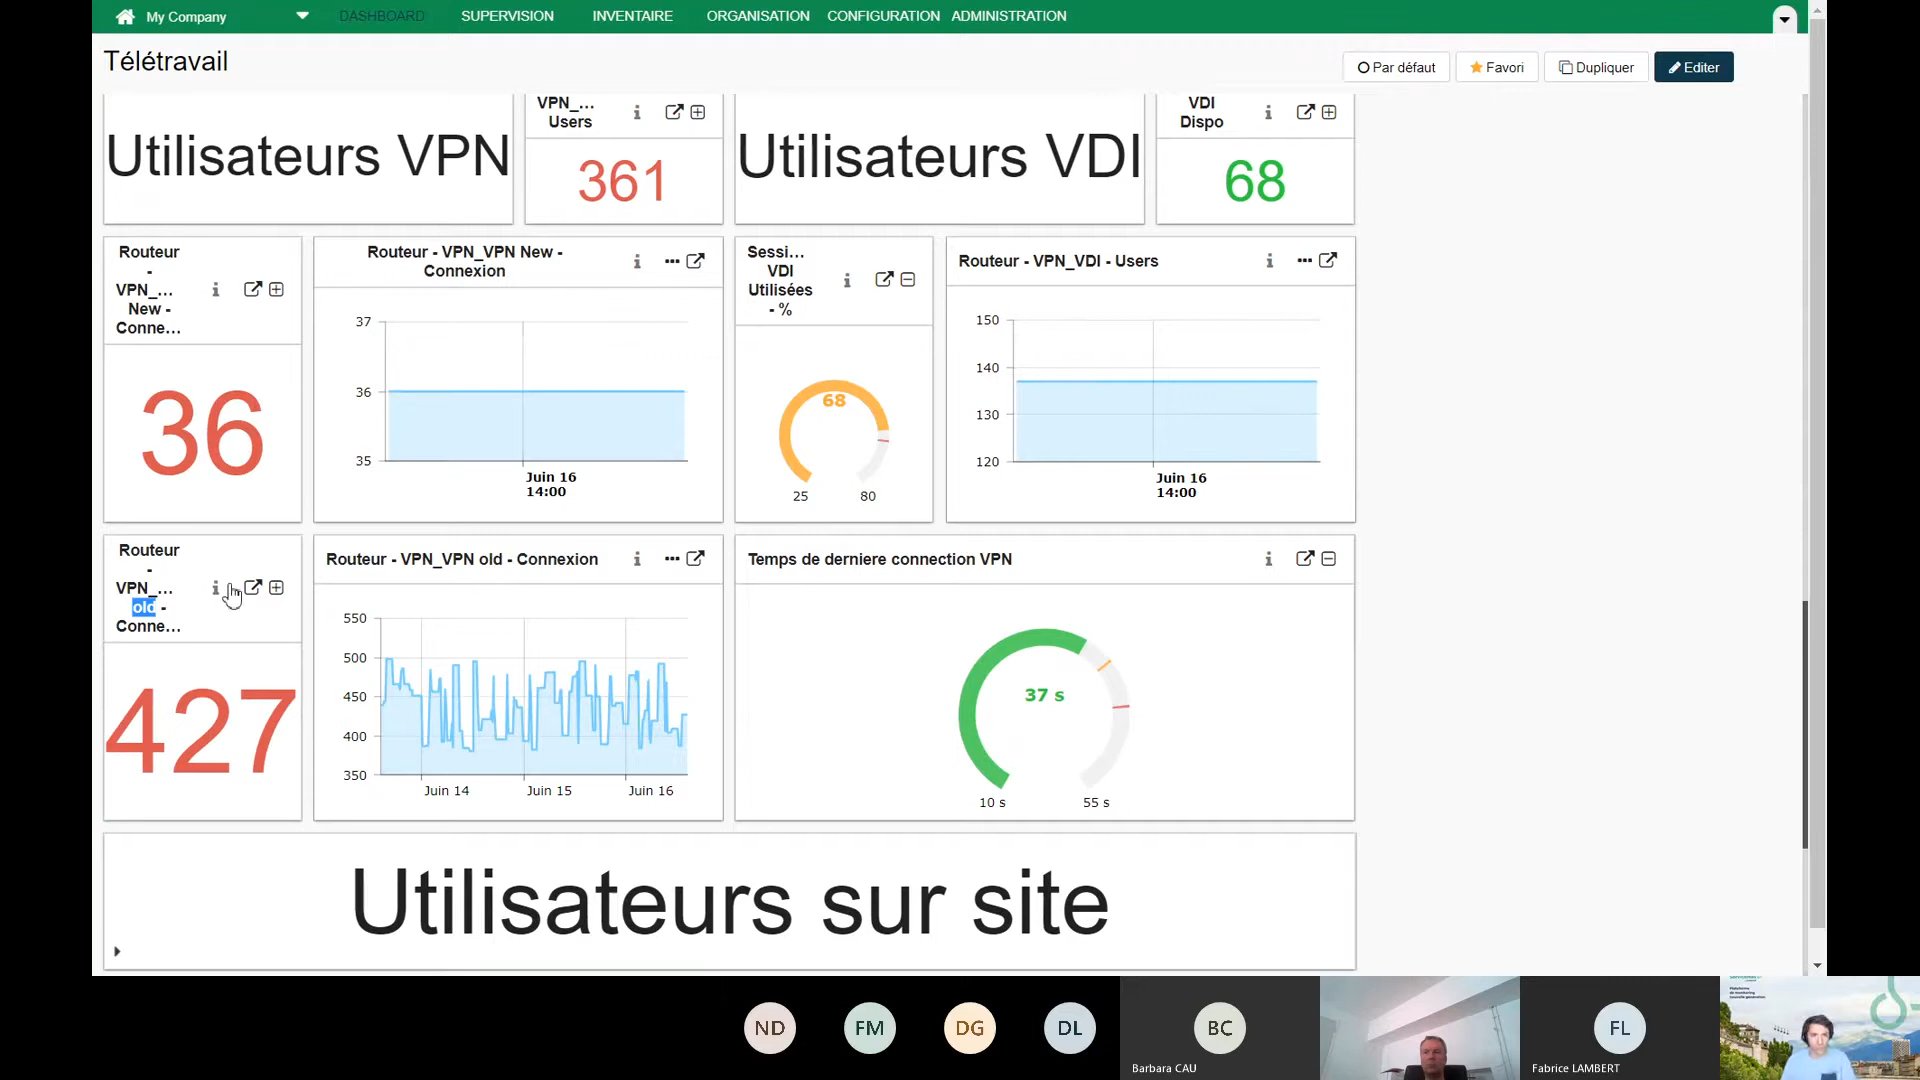 My Company
DASHBOARD
SUPERVISION
INVENTAIRE
ORGANISATION
CONFIGURATION
ADMINISTRATION
Télétravail
Par défaut
Favori
Dupliquer
Editer
Utilisateurs VPN
VPN_...
Users
361
Utilisateurs VDI
VDI
Dispo
68
Routeur
-
VPN_...
New -
Conne...
36
Routeur - VPN_VPN New -
Connexion
37
36
35
Juin 16
14:00
Sessi...
VDI
Utilisées
- %
68
25
80
Routeur - VPN_VDI - Users
150
140
130
120
Juin 16
14:00
Routeur
-
VPN_...
old -
Conne...
427
Routeur - VPN_VPN old - Connexion
550
500
450
400
350
Juin 14
Juin 15
Juin 16
Temps de derniere connection VPN
37 s
10 s
55 s
Utilisateurs sur site
ND
FM
DG
DL
BC
Barbara CAU
FL
Fabrice LAMBERT